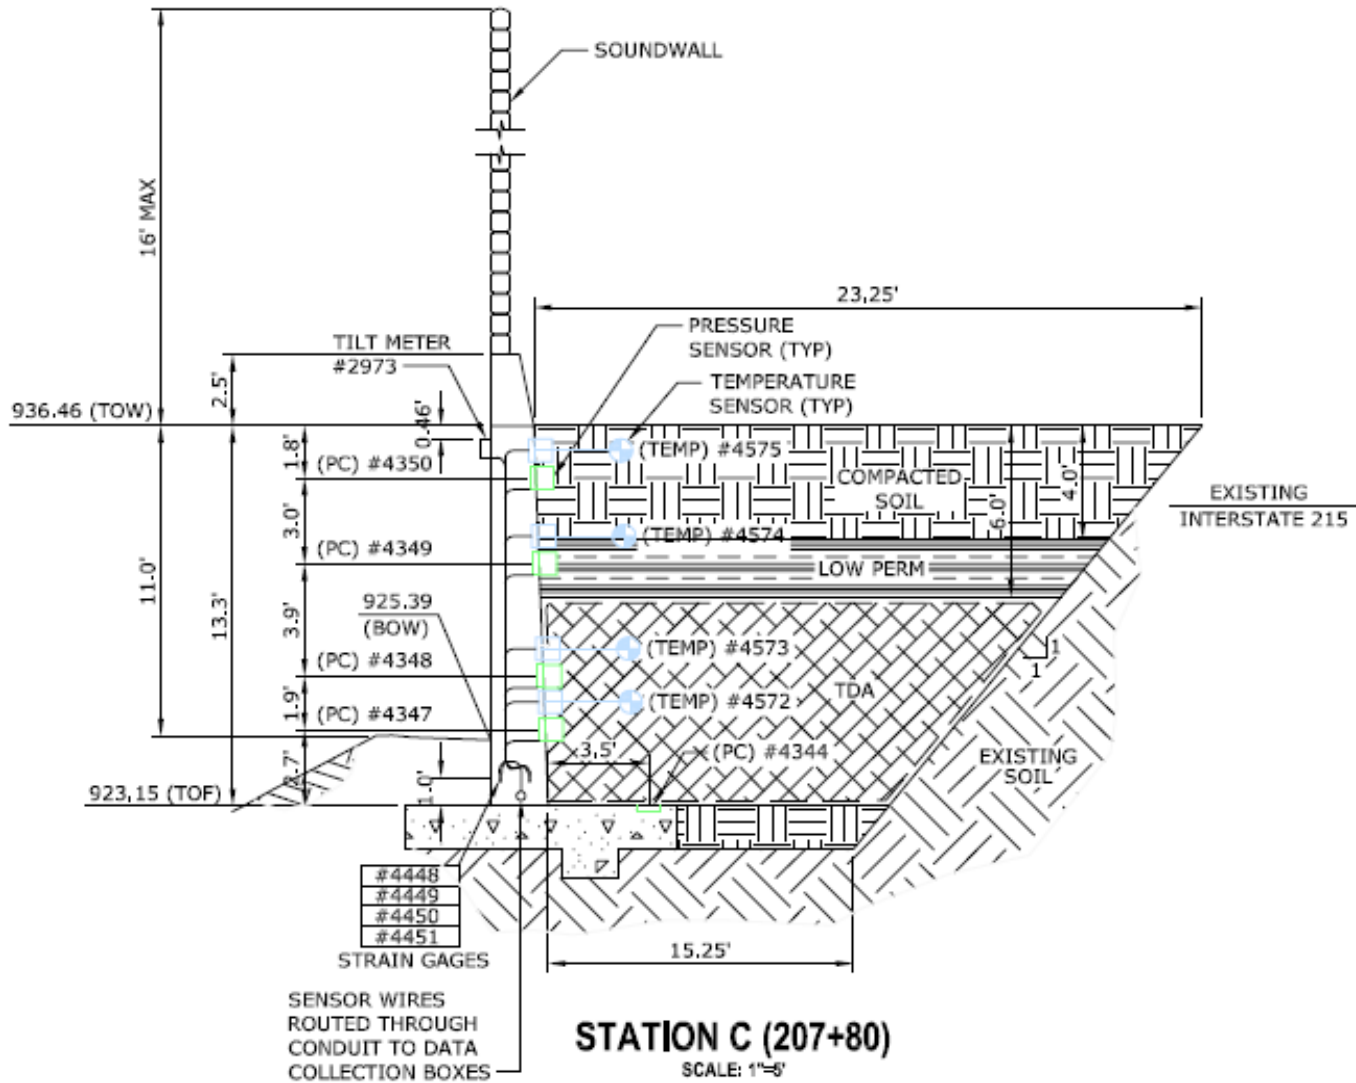 SOUNDWALL
16' MAX
23,25'
PRESSURE
SENSOR (TYP)
TILT METER
#2973
TEMPERATURE
SENSOR (TYP)
2.5'
936.46 (TOW)
0.46'
1.8'
(PC) #4350
(TEMP) #4575
COMPACTED
SOIL
4.0'
6.0'
EXISTING
INTERSTATE 215
3.0'
(TEMP) #4574
(PC) #4349
LOW PERM
11.0'
13.3'
3.9'
925.39
(BOW)
(TEMP) #4573
1
1
(PC) #4348
TDA
1.9'
(TEMP) #4572
(PC) #4347
3,5'
(PC) #4344
EXISTING
SOIL
2.7'
1.0'
923,15 (TOF)
#4448
#4449
#4450
#4451
STRAIN GAGES
15.25'
SENSOR WIRES
ROUTED THROUGH
CONDUIT TO DATA
COLLECTION BOXES
STATION C (207+80)
SCALE: 1"=5'